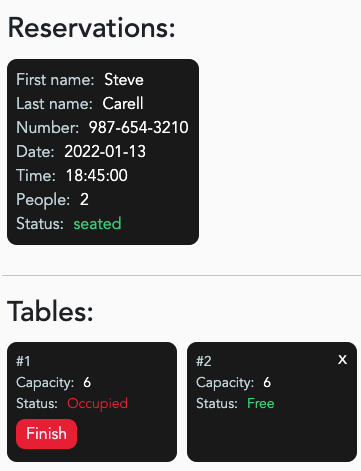 Reservations:
First name: Steve
Last name: Carell
Number: 987-654-3210
Date: 2022-01-13
Time: 18:45:00
People: 2
Status: seated
Tables:
#1
Capacity: 6
Status: Occupied
Finish
#2 x
Capacity: 6
Status: Free